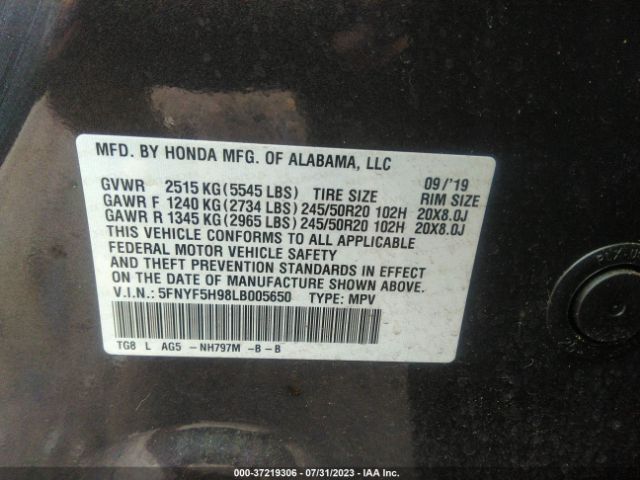 MFD. BY HONDA MFG. OF ALABAMA, LLC
09/'19
GVWR 2515 KG(5545 LBS) TIRE SIZE RIM SIZE
GAWR F 1240 KG(2734 LBS) 245/50R20 102H 20X8.0J
GAWR R 1345 KG(2965 LBS) 245/50R20 102H 20X8.0J
THIS VEHICLE CONFORMS TO ALL APPLICABLE
FEDERAL MOTOR VEHICLE SAFETY
AND THEFT PREVENTION STANDARDS IN EFFECT
ON THE DATE OF MANUFACTURE SHOWN ABOVE.
V.I.N.: 5FNYF5H98LB005650 TYPE: MPV
TG8 L AG5 -NH797M -B-B
000-37219306 - 07/31/2023 - IAA Inc.